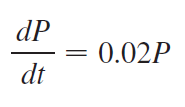 dP/dt = 0.02P